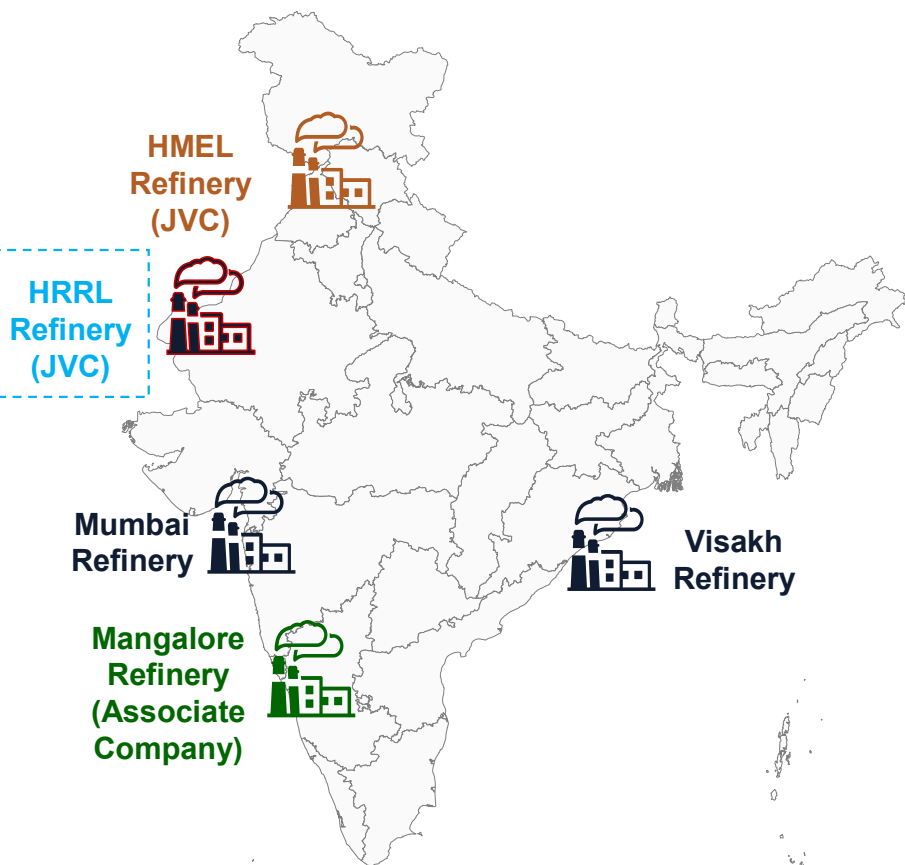 HMEL
Refinery
(JVC)
HRRL
Refinery
(JVC)
Mumbai
Refinery
Visakh
Refinery
Mangalore
Refinery
(Associate
Company)